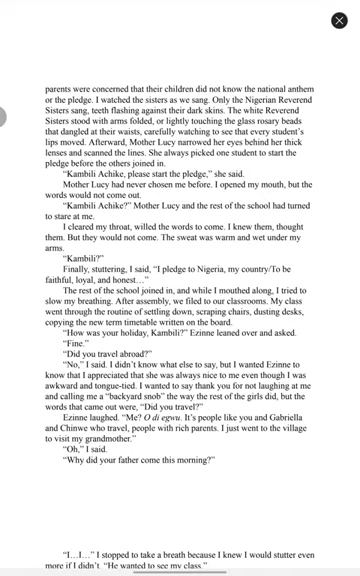 parents were concerned that their children did not know the national anthem
or the pledge. I watched the sisters as we sang. Only the Nigerian Reverend
Sisters sang, teeth flashing against their dark skins. The white Reverend
Sisters stood with arms folded, or lightly touching the glass rosary beads
that dangled at their waists, carefully watching to see that every student’s
lips moved. Afterward, Mother Lucy narrowed her eyes behind her thick
lenses and scanned the lines. She always picked one student to start the
pledge before the others joined in.
“Kambili Achike, please start the pledge,” she said.
Mother Lucy had never chosen me before. I opened my mouth, but the
words would not come out.
“Kambili Achike?” Mother Lucy and the rest of the school had turned
to stare at me.
I cleared my throat, willed the words to come. I knew them, thought
them. But they would not come. The sweat was warm and wet under my
arms.
“Kambili?”
Finally, stuttering, I said, “I pledge to Nigeria, my country/To be
faithful, loyal, and honest…”
The rest of the school joined in, and while I mouthed along, I tried to
slow my breathing. After assembly, we filed to our classrooms. My class
went through the routine of settling down, scraping chairs, dusting desks,
copying the new term timetable written on the board.
“How was your holiday, Kambili?” Ezinne leaned over and asked.
“Fine.”
“Did you travel abroad?”
“No,” I said. I didn’t know what else to say, but I wanted Ezinne to
know that I appreciated that she was always nice to me even though I was
awkward and tongue-tied. I wanted to say thank you for not laughing at me
and calling me a “backyard snob” the way the rest of the girls did, but the
words that came out were, “Did you travel?”
Ezinne laughed. “Me? O di egwu. It’s people like you and Gabriella
and Chinwe who travel, people with rich parents. I just went to the village
to visit my grandmother.”
“Oh,” I said.
“Why did your father come this morning?”
“I…I…” I stopped to take a breath because I knew I would stutter even
more if I didn’t. “He wanted to see my class.”